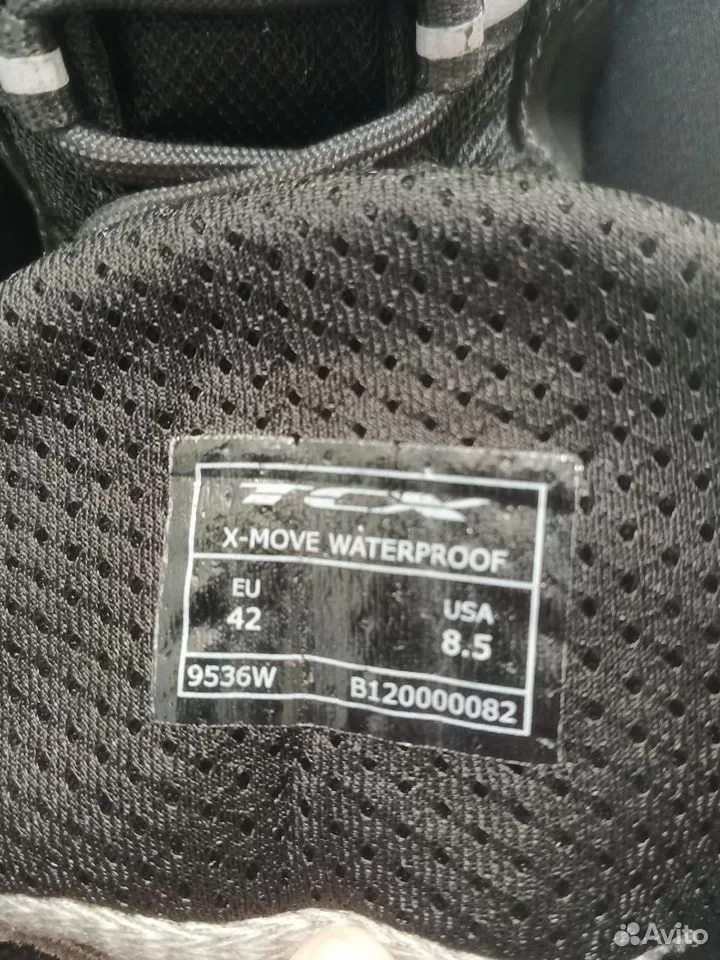 TCX
X-MOVE WATERPROOF
EU
42
USA
8.5
9536W
B120000082
Avito